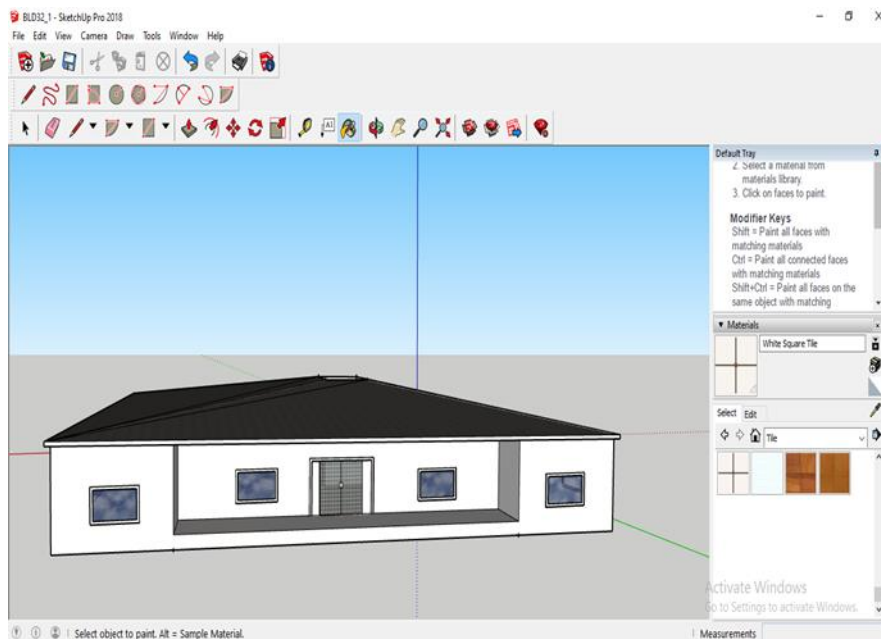 BLD32_1 - SketchUp Pro 2018
File Edit View Camera Draw Tools Window Help
A1
Default Tray
2. Select a material from
materials library.
3. Click on faces to paint.
Modifier Keys
Shift = Paint all faces with
matching materials
Ctrl = Paint all connected faces
with matching materials
Shift+Ctrl = Paint all faces on the
same object with matching
Materials
White Square Tile
Select Edit
Tile
Activate Windows
Go to Settings to activate Windows.
Select object to paint. Alt = Sample Material.
Measurements